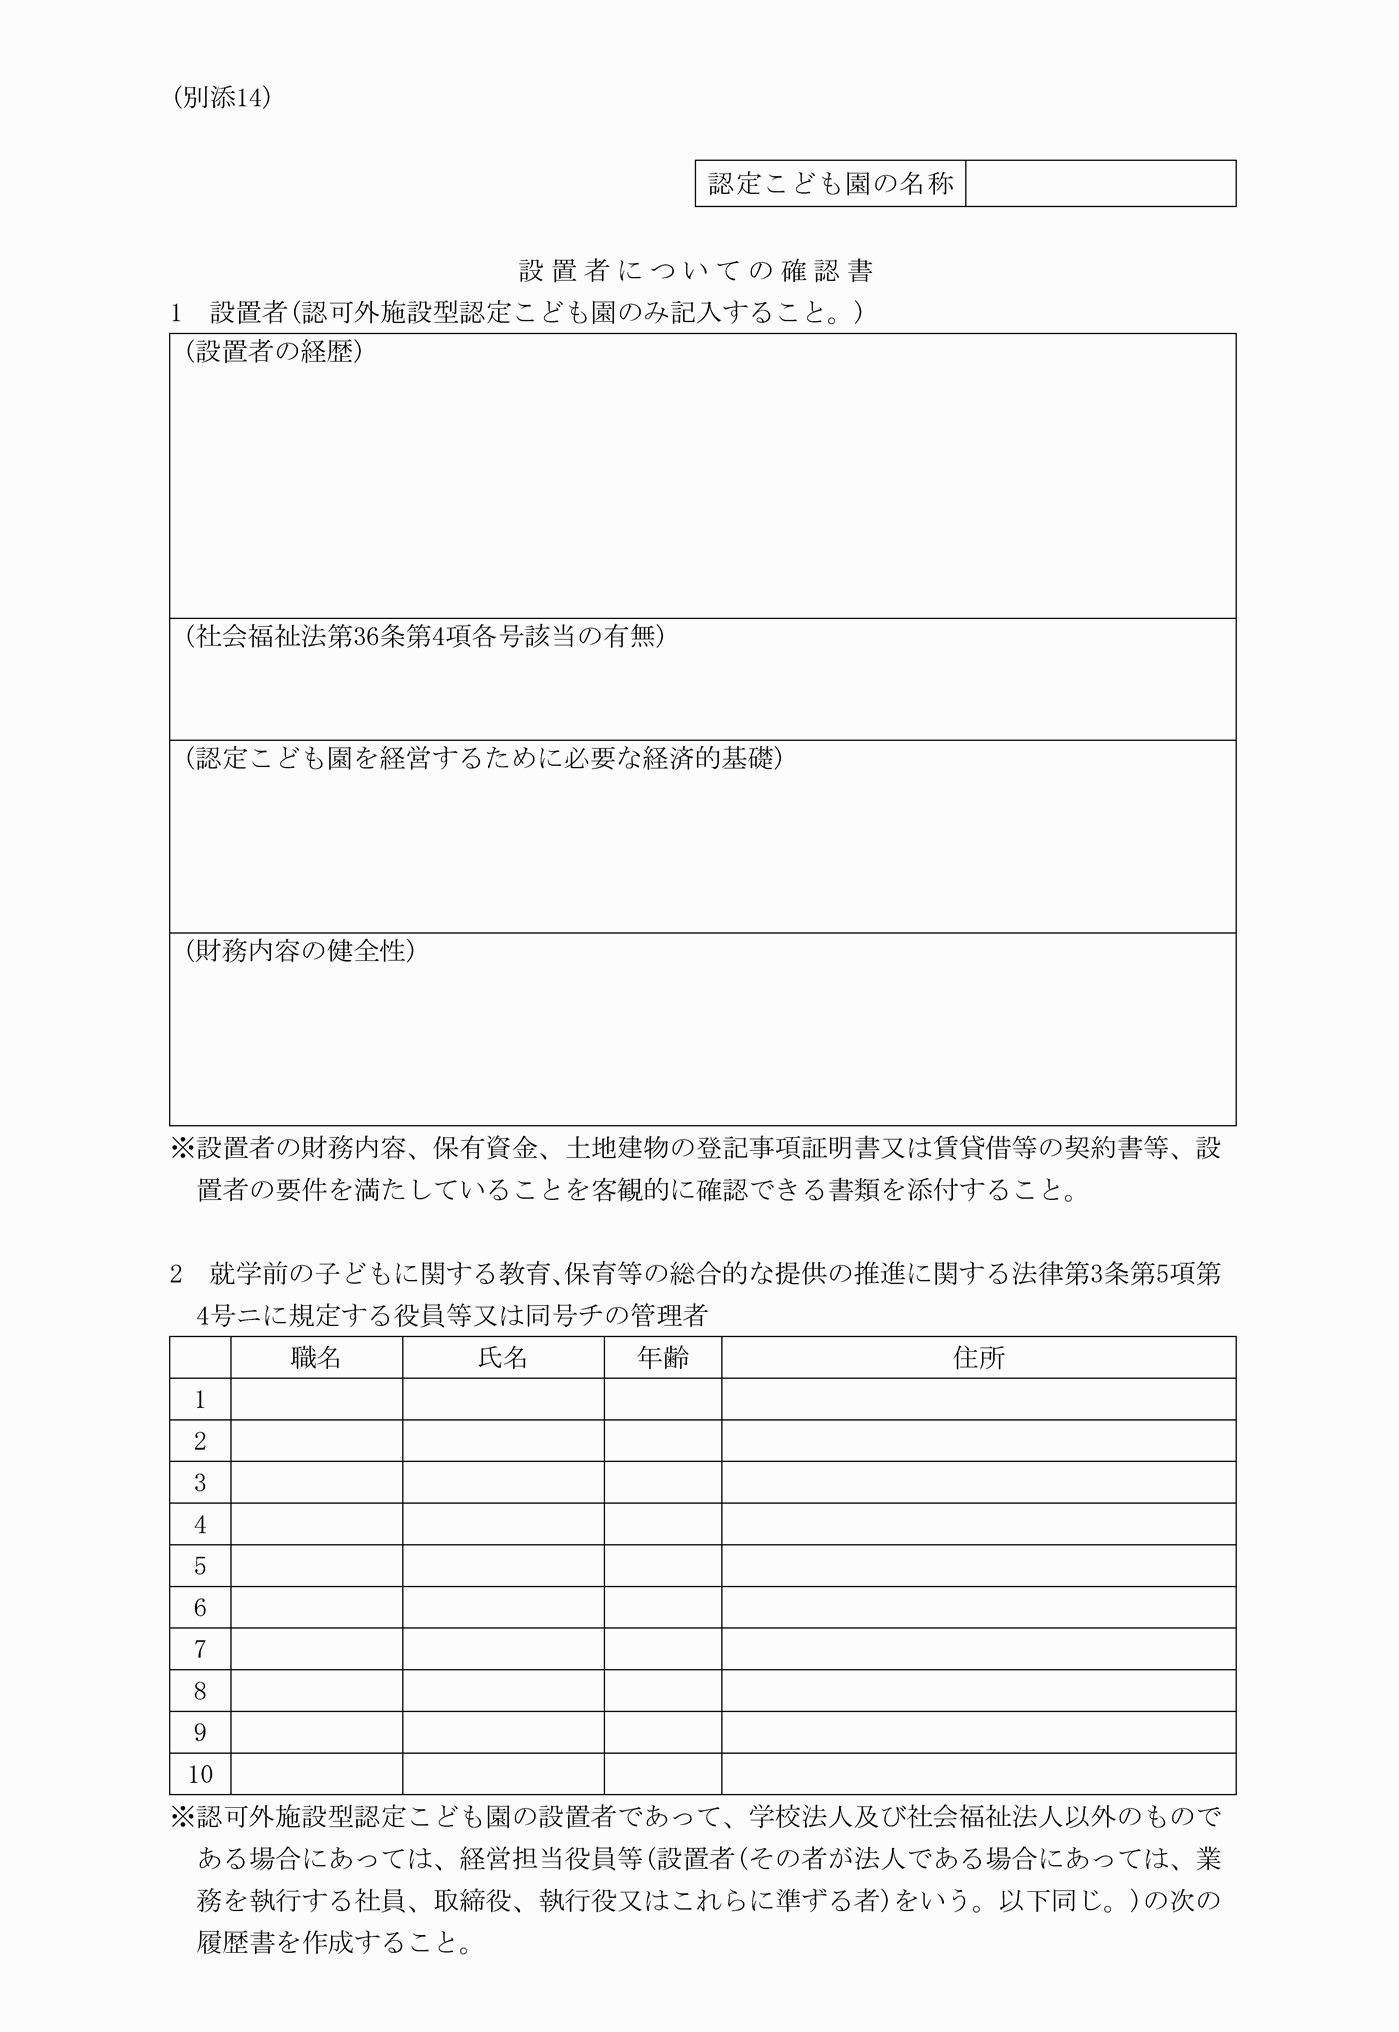 （別添14）
認定こども園の名称
設置者についての確認書
1　設置者（認可外施設型認定こども園のみ記入すること。）
（設置者の経歴）
（社会福祉法第36条第4項各号該当の有無）
（認定こども園を経営するために必要な経済的基礎）
（財務内容の健全性）
※設置者の財務内容、保有資金、土地建物の登記事項証明書又は賃貸借等の契約書等、設
置者の要件を満たしていることを客観的に確認できる書類を添付すること。
2　就学前の子どもに関する教育、保育等の総合的な提供の推進に関する法律第3条第5項第
4号ニに規定する役員等又は同号チの管理者
職名　氏名　年齢　住所
1
2
3
4
5
6
7
8
9
10
※認可外施設型認定こども園の設置者であって、学校法人及び社会福祉法人以外のもので
ある場合にあっては、経営担当役員等（設置者（その者が法人である場合にあっては、業
務を執行する社員、取締役、執行役又はこれらに準ずる者）をいう。以下同じ。）の次の
履歴書を作成すること。